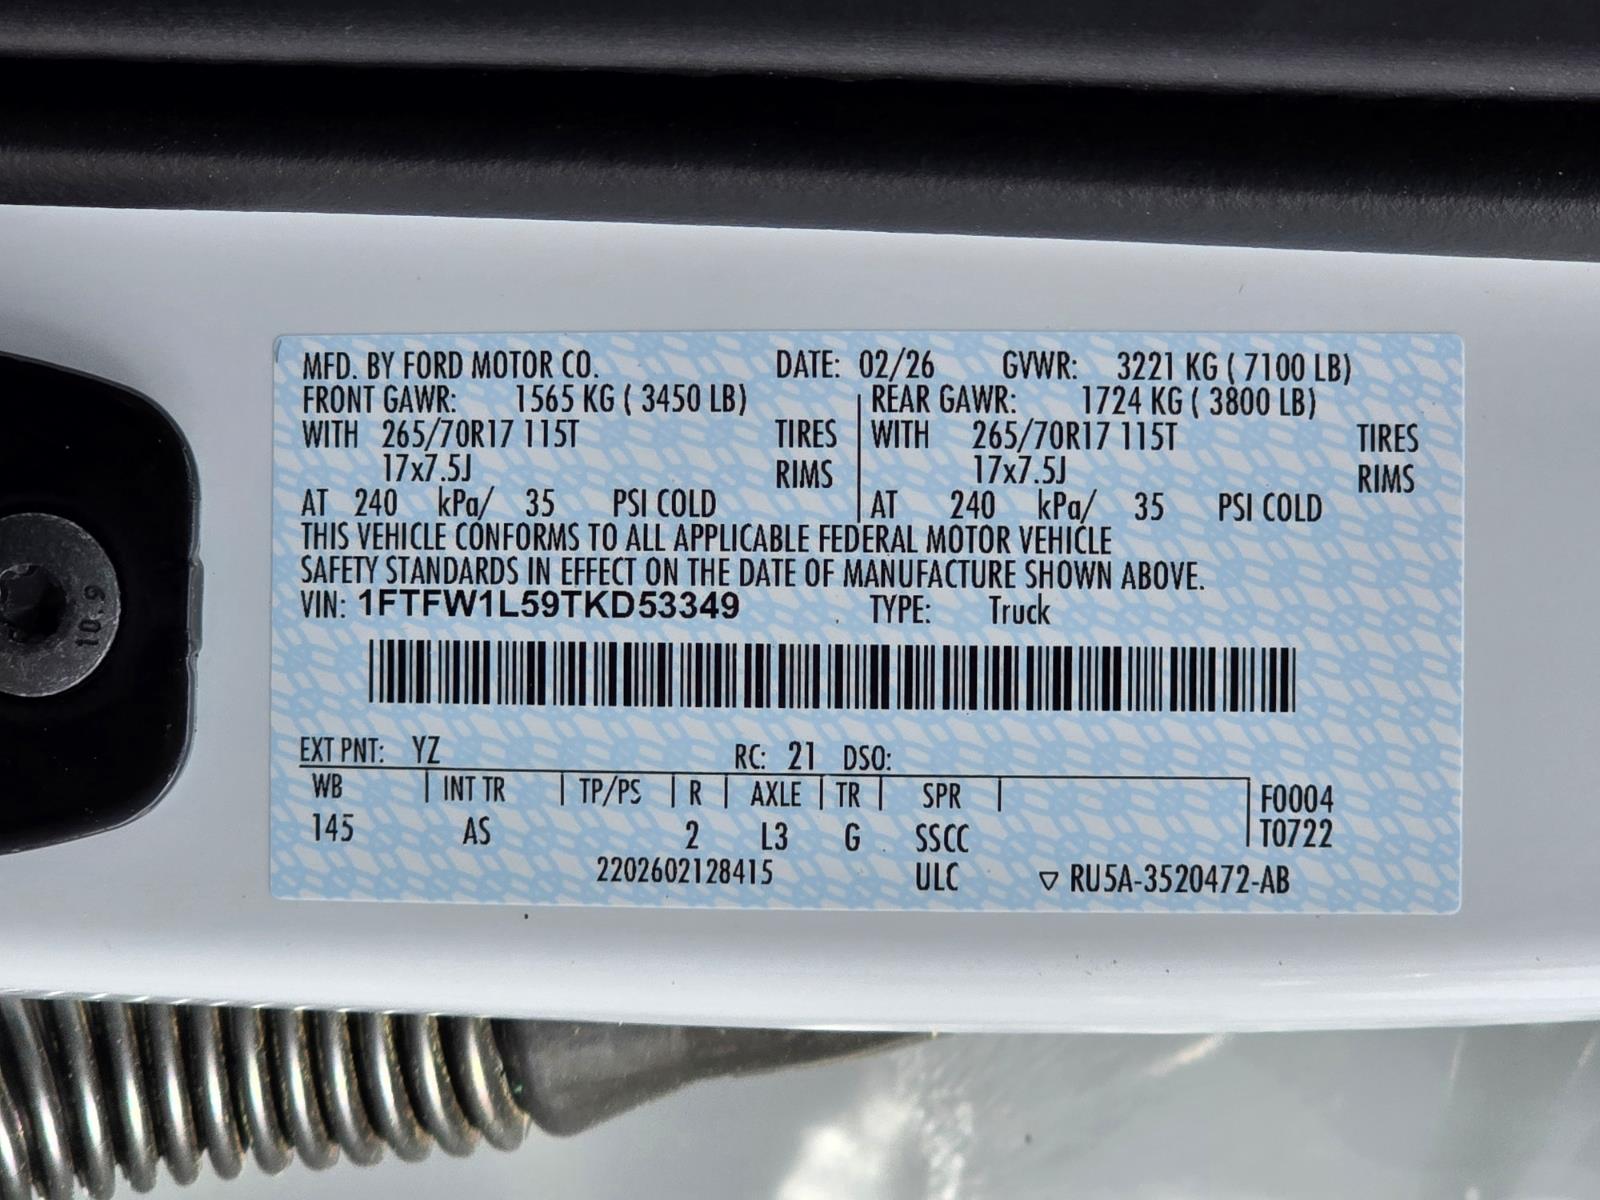 MFD. BY FORD MOTOR CO. DATE: 02/26 GVWR: 3221 KG ( 7100 LB)
FRONT GAWR: 1565 KG ( 3450 LB) REAR GAWR: 1724 KG ( 3800 LB)
WITH 265/70R17 115T TIRES WITH 265/70R17 115T TIRES
17x7.5J RIMS 17x7.5J RIMS
AT 240 kPa/ 35 PSI COLD AT 240 kPa/ 35 PSI COLD
THIS VEHICLE CONFORMS TO ALL APPLICABLE FEDERAL MOTOR VEHICLE
SAFETY STANDARDS IN EFFECT ON THE DATE OF MANUFACTURE SHOWN ABOVE.
VIN: 1FTFW1L59TKD53349 TYPE: Truck
EXT PNT: YZ RC: 21 DSO:
WB INT TR TP/PS R AXLE TR SPR F0004
145 AS 2 L3 G SSCC T0722
2202602128415 ULC ▽ RU5A-3520472-AB
10.9